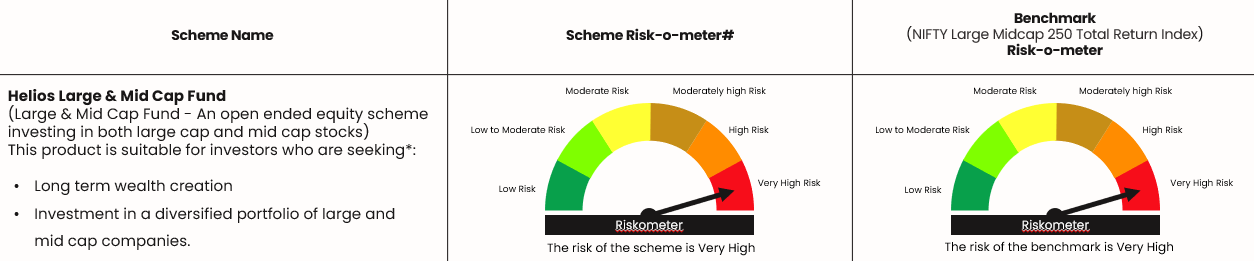 Scheme Name
Scheme Risk-o-meter#
Benchmark
(NIFTY Large Midcap 250 Total Return Index)
Risk-o-meter
Helios Large & Mid Cap Fund
(Large & Mid Cap Fund - An open ended equity scheme
investing in both large cap and mid cap stocks)
This product is suitable for investors who are seeking*:
• Long term wealth creation
• Investment in a diversified portfolio of large and
mid cap companies.
Moderate Risk
Moderately high Risk
Low to Moderate Risk
High Risk
Low Risk
Very High Risk
Riskometer
The risk of the scheme is Very High
Moderate Risk
Moderately high Risk
Low to Moderate Risk
High Risk
Low Risk
Very High Risk
Riskometer
The risk of the benchmark is Very High